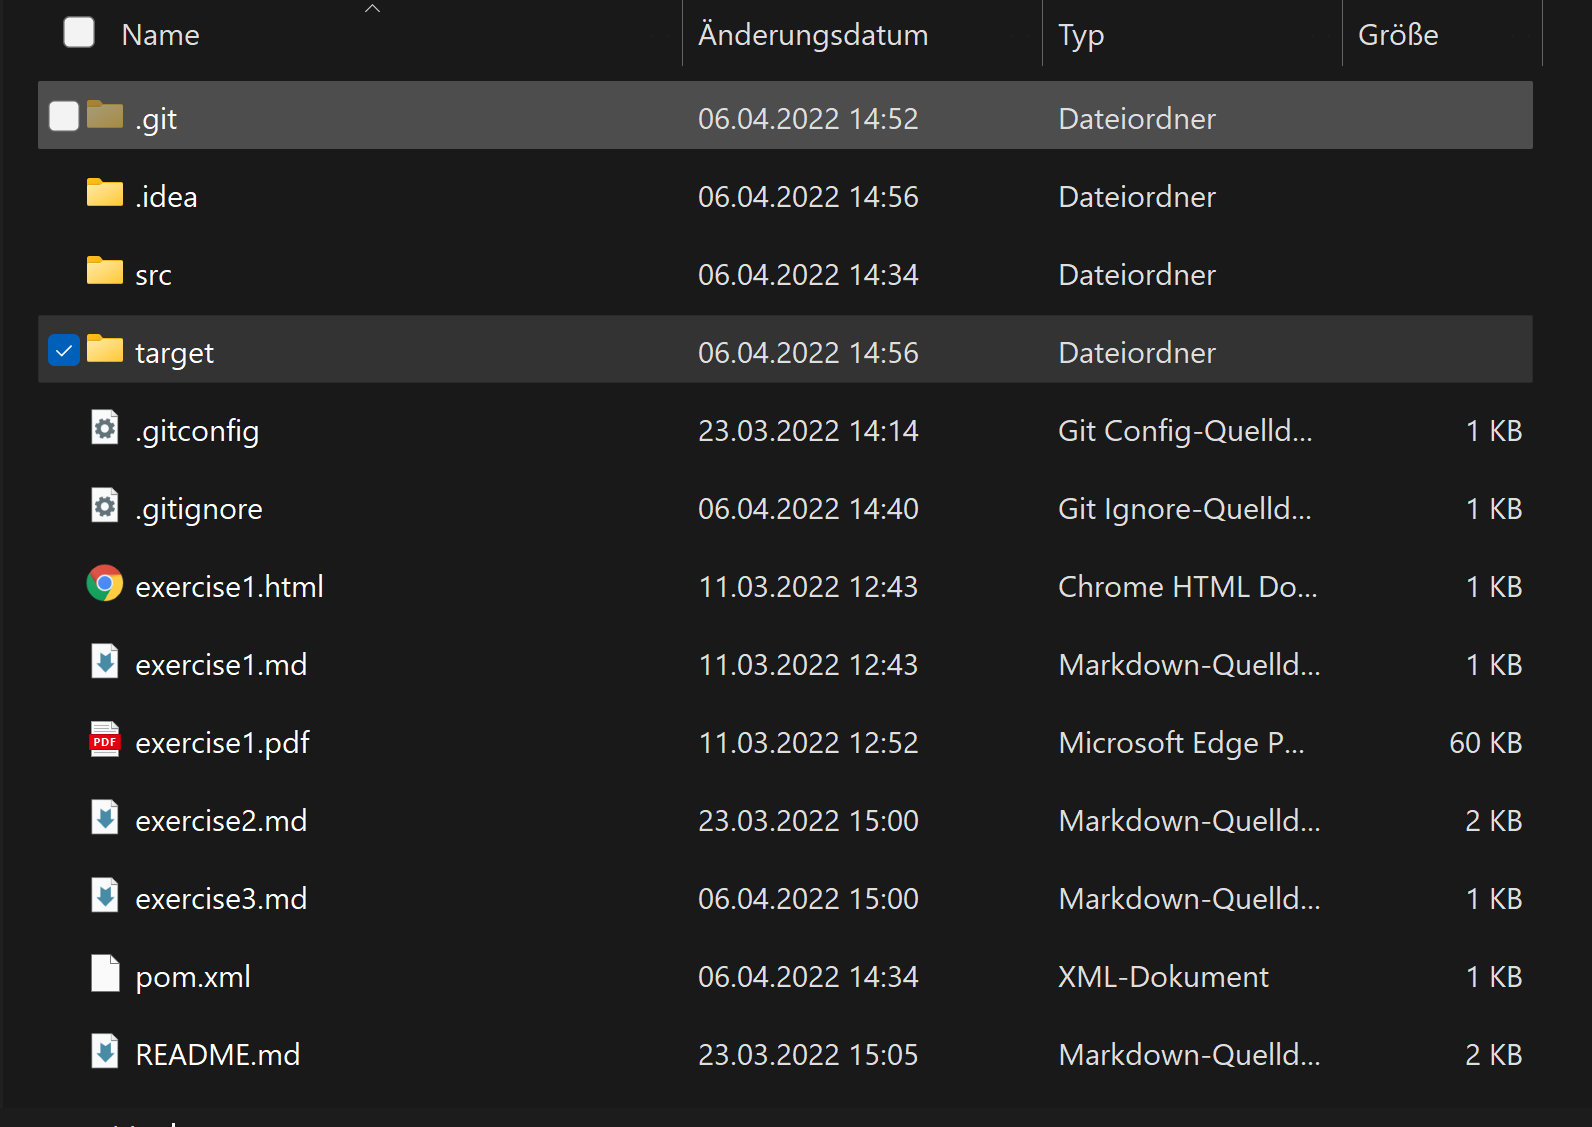 Name Änderungsdatum Typ Größe
.git 06.04.2022 14:52 Dateiordner
.idea 06.04.2022 14:56 Dateiordner
src 06.04.2022 14:34 Dateiordner
target 06.04.2022 14:56 Dateiordner
.gitconfig 23.03.2022 14:14 Git Config-Quelld... 1 KB
.gitignore 06.04.2022 14:40 Git Ignore-Quelld... 1 KB
exercise1.html 11.03.2022 12:43 Chrome HTML Do... 1 KB
exercise1.md 11.03.2022 12:43 Markdown-Quelld... 1 KB
PDF exercise1.pdf 11.03.2022 12:52 Microsoft Edge P... 60 KB
exercise2.md 23.03.2022 15:00 Markdown-Quelld... 2 KB
exercise3.md 06.04.2022 15:00 Markdown-Quelld... 1 KB
pom.xml 06.04.2022 14:34 XML-Dokument 1 KB
README.md 23.03.2022 15:05 Markdown-Quelld... 2 KB